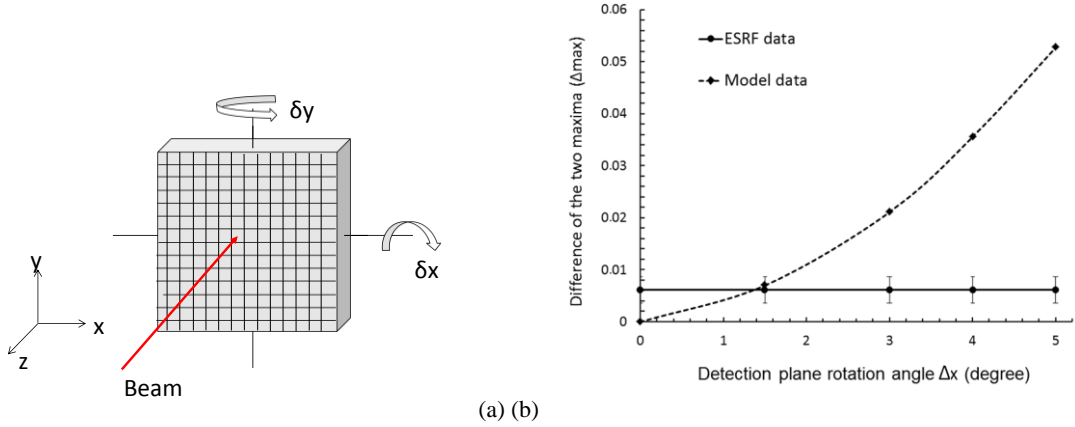 δy
δx
y
x
z
Beam
Difference of the two maxima (Δmax)
0.06
0.05
0.04
0.03
0.02
0.01
0
ESRF data
Model data
0 1 2 3 4 5
Detection plane rotation angle Δx (degree)
(a) (b)